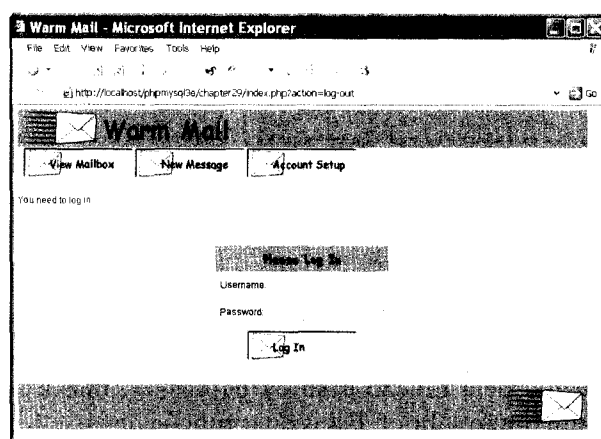 Warm Mail - Microsoft Internet Explorer
File Edit View Favorites Tools Help
http://localhost/phpmysql3e/chapter29/index.php?action=log-out
Go
Warm Mail
View Mailbox New Message Account Setup
You need to log in
Please Log In
Username:
Password:
Log In